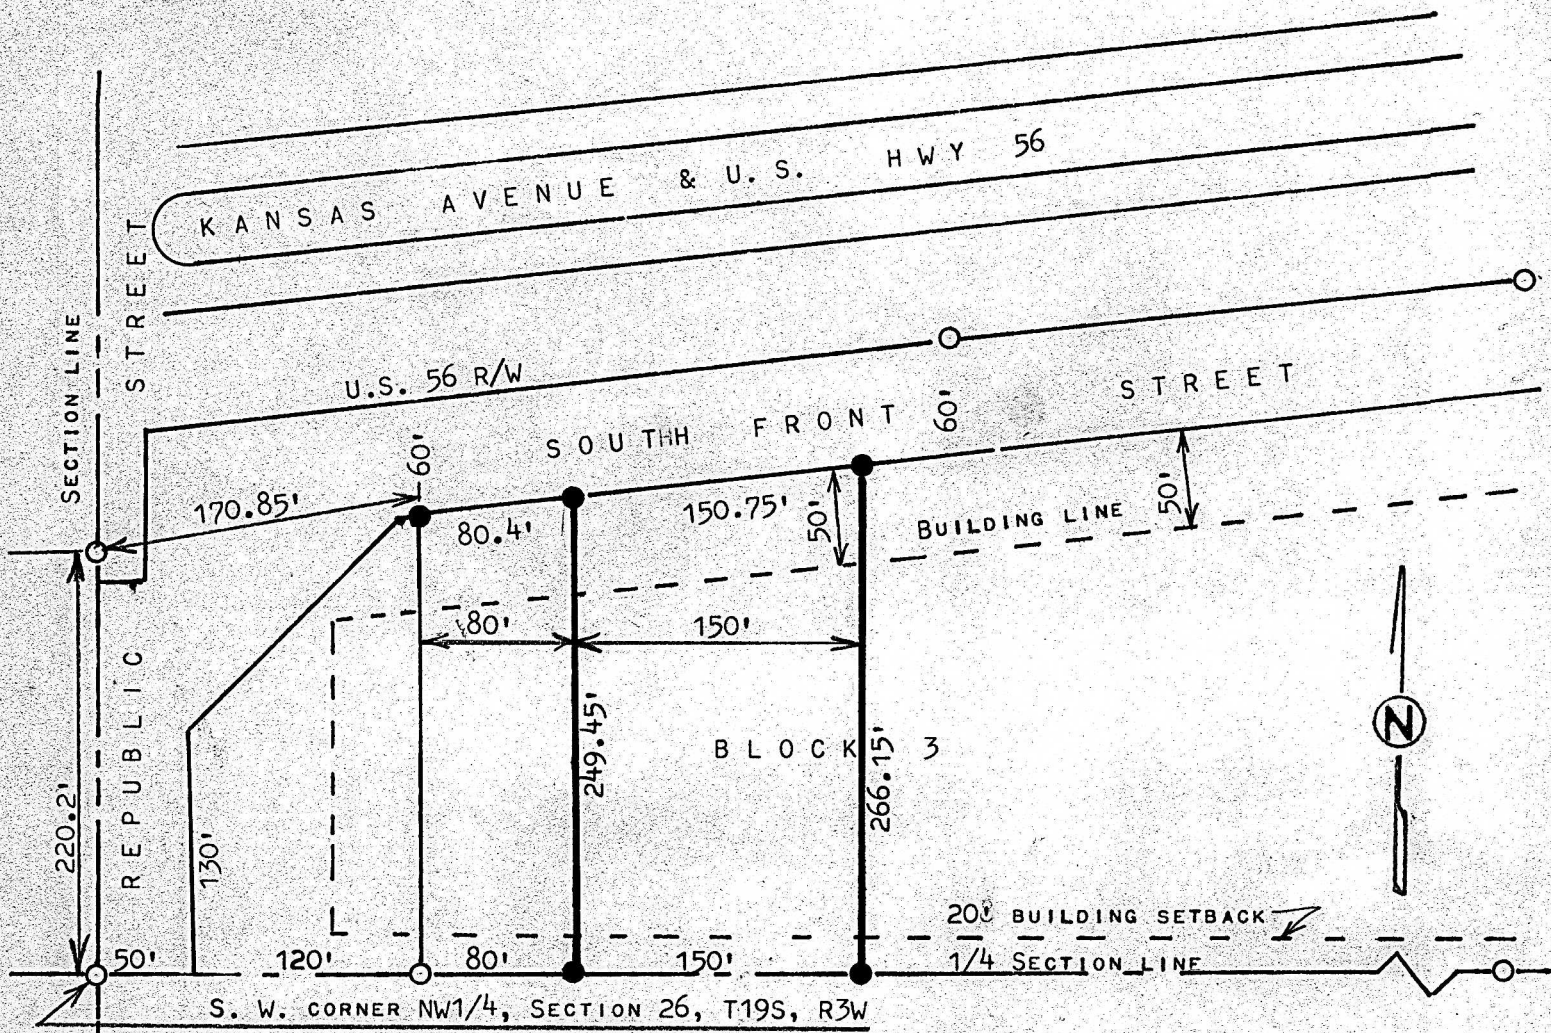 KANSAS AVENUE & U.S. HWY 56
SECTION LINE
REPUBLIC STREET
U.S. 56 R/W
SOUTHH FRONT STREET
60'
60'
170.85'
80.4'
150.75'
50'
BUILDING LINE
50'
80'
150'
249.45'
BLOCK 3
266.15'
N
220.2'
130'
20' BUILDING SETBACK
50'
120'
80'
150'
1/4 SECTION LINE
S. W. CORNER NW1/4, SECTION 26, T19S, R3W